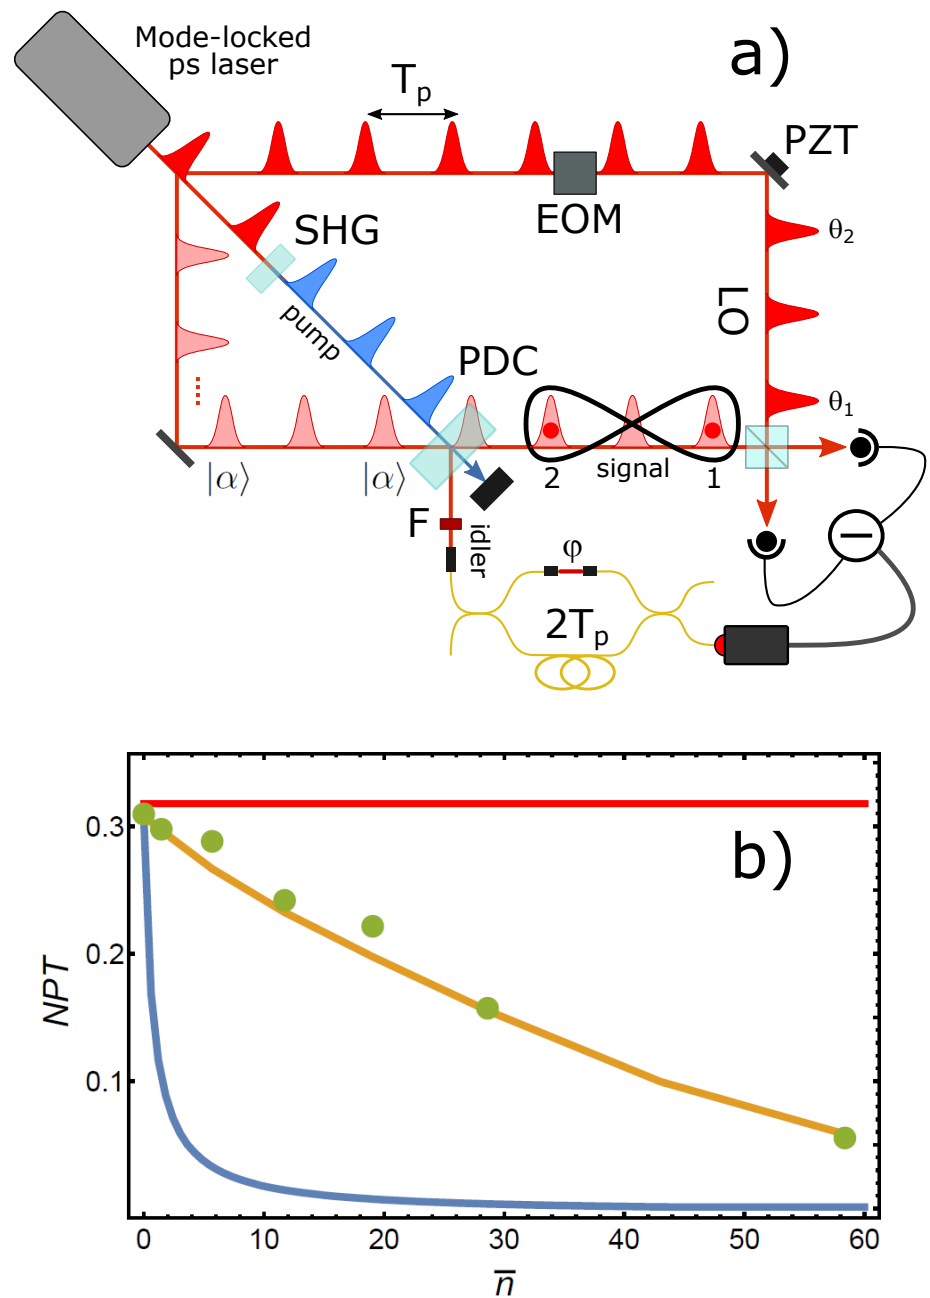 Mode-locked
ps laser
a)
Tₚ
PZT
EOM
SHG
θ₂
pump
LO
PDC
θ₁
|α⟩
|α⟩
2
signal
1
F
idler
φ
2Tₚ
b)
0.3
0.2
0.1
NPT
0
10
20
30
40
50
60
n̅